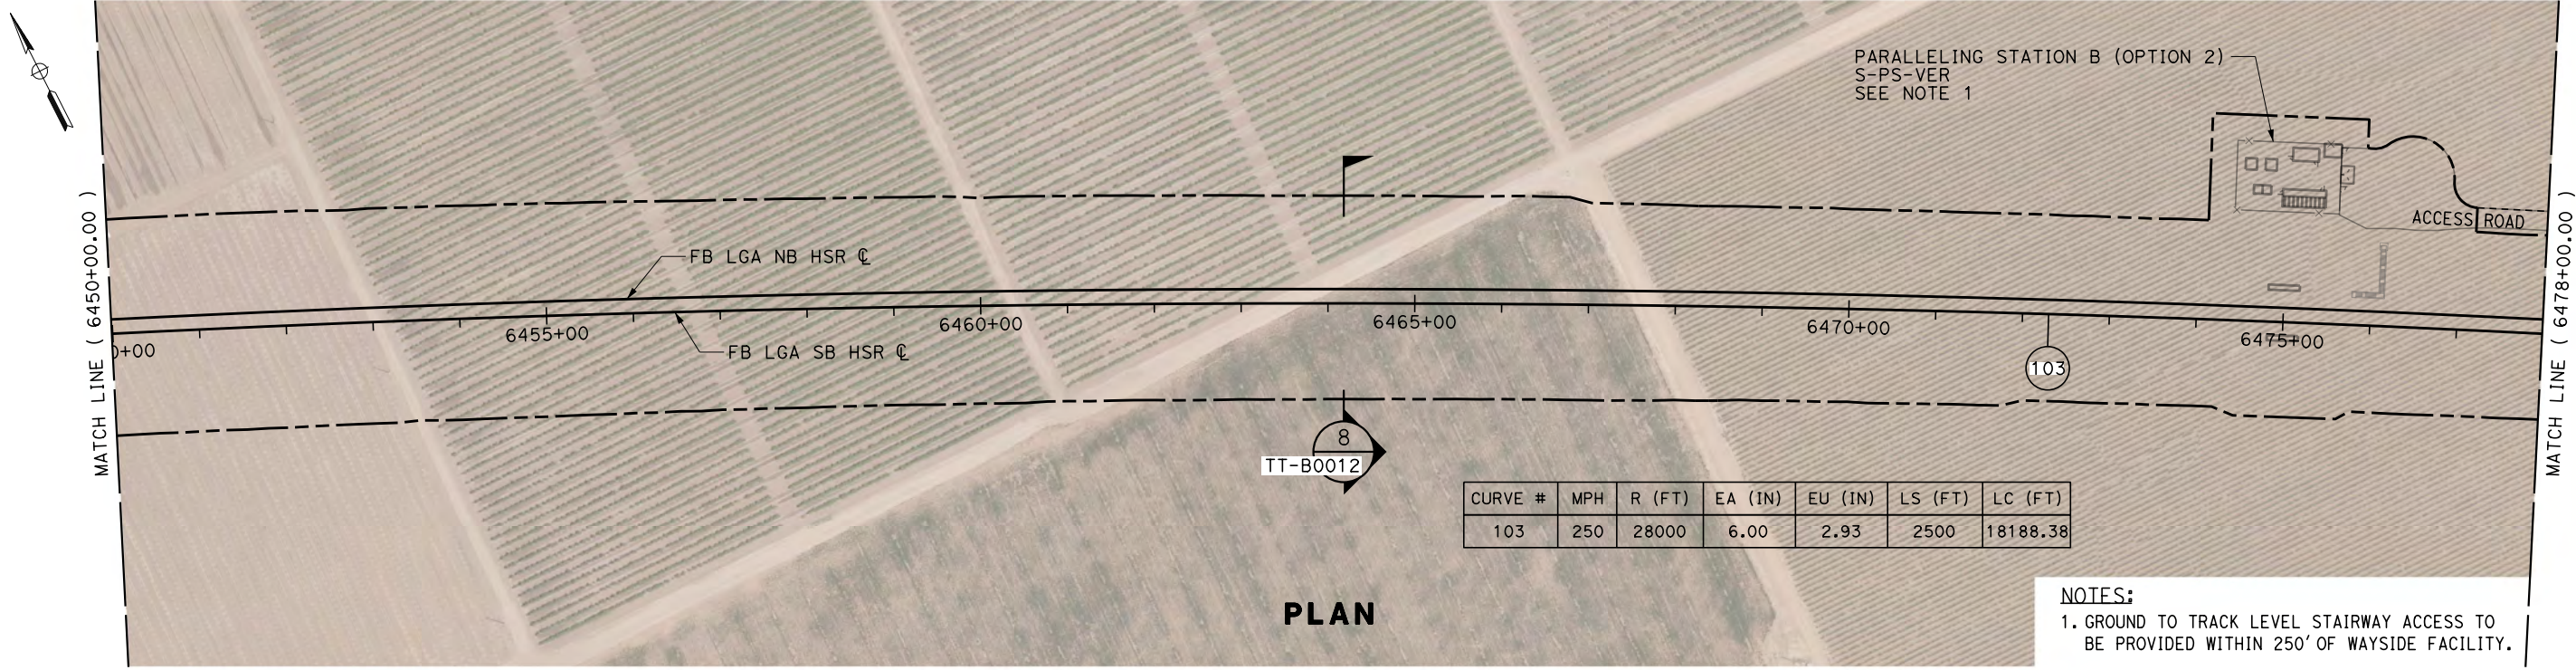 PARALLELING STATION B (OPTION 2)
S-PS-VER
SEE NOTE 1
MATCH LINE ( 6450+00.00 )
MATCH LINE ( 6478+00.00 )
ACCESS ROAD
FB LGA NB HSR ℄
0+00
6455+00
6460+00
6465+00
6470+00
6475+00
FB LGA SB HSR ℄
103
8
TT-B0012
CURVE # MPH R (FT) EA (IN) EU (IN) LS (FT) LC (FT)
103 250 28000 6.00 2.93 2500 18188.38
PLAN
NOTES:
1. GROUND TO TRACK LEVEL STAIRWAY ACCESS TO
BE PROVIDED WITHIN 250' OF WAYSIDE FACILITY.